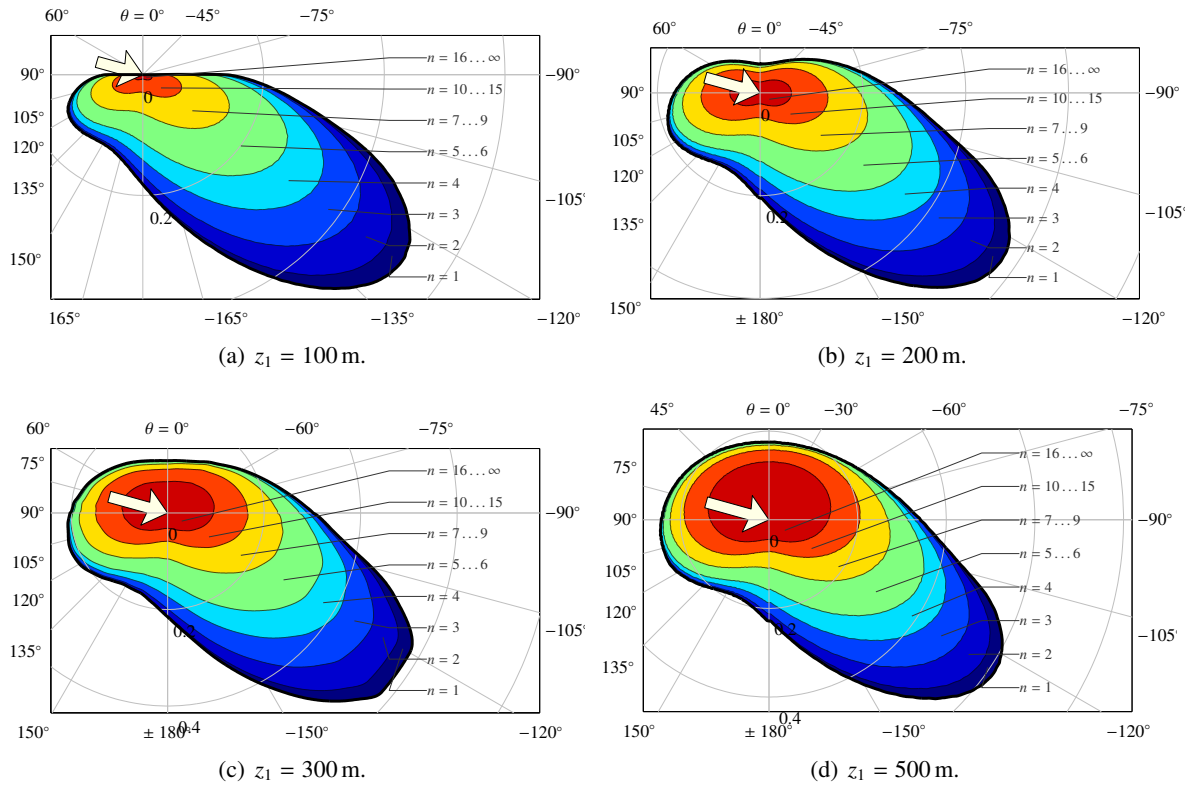 60° θ = 0° −45° −75°
n = 16…∞
90° −90°
n = 10…15
0
105°
n = 7…9
120°
n = 5…6
135°
n = 4
−105°
0.2
n = 3
n = 2
150°
n = 1
165° −165° −135° −120°
(a) z₁ = 100 m.
60° θ = 0° −45° −75°
n = 16…∞
90° −90°
n = 10…15
0
n = 7…9
105°
n = 5…6
120°
n = 4
−105°
0.2
n = 3
135°
n = 2
n = 1
150° ± 180° −150° −120°
(b) z₁ = 200 m.
60° θ = 0° −60° −75°
75°
n = 16…∞
n = 10…15
90° −90°
0
n = 7…9
105°
n = 5…6
120°
n = 4
0.2
n = 3
−105°
135°
n = 2
n = 1
0.4
150° ± 180° −150° −120°
(c) z₁ = 300 m.
45° θ = 0° −30° −60° −75°
n = 16…∞
75°
n = 10…15
90° −90°
n = 7…9
0
n = 5…6
105°
n = 4
120°
n = 3
0.2
−105°
n = 2
135°
n = 1
0.4
150° ± 180° −150° −120°
(d) z₁ = 500 m.